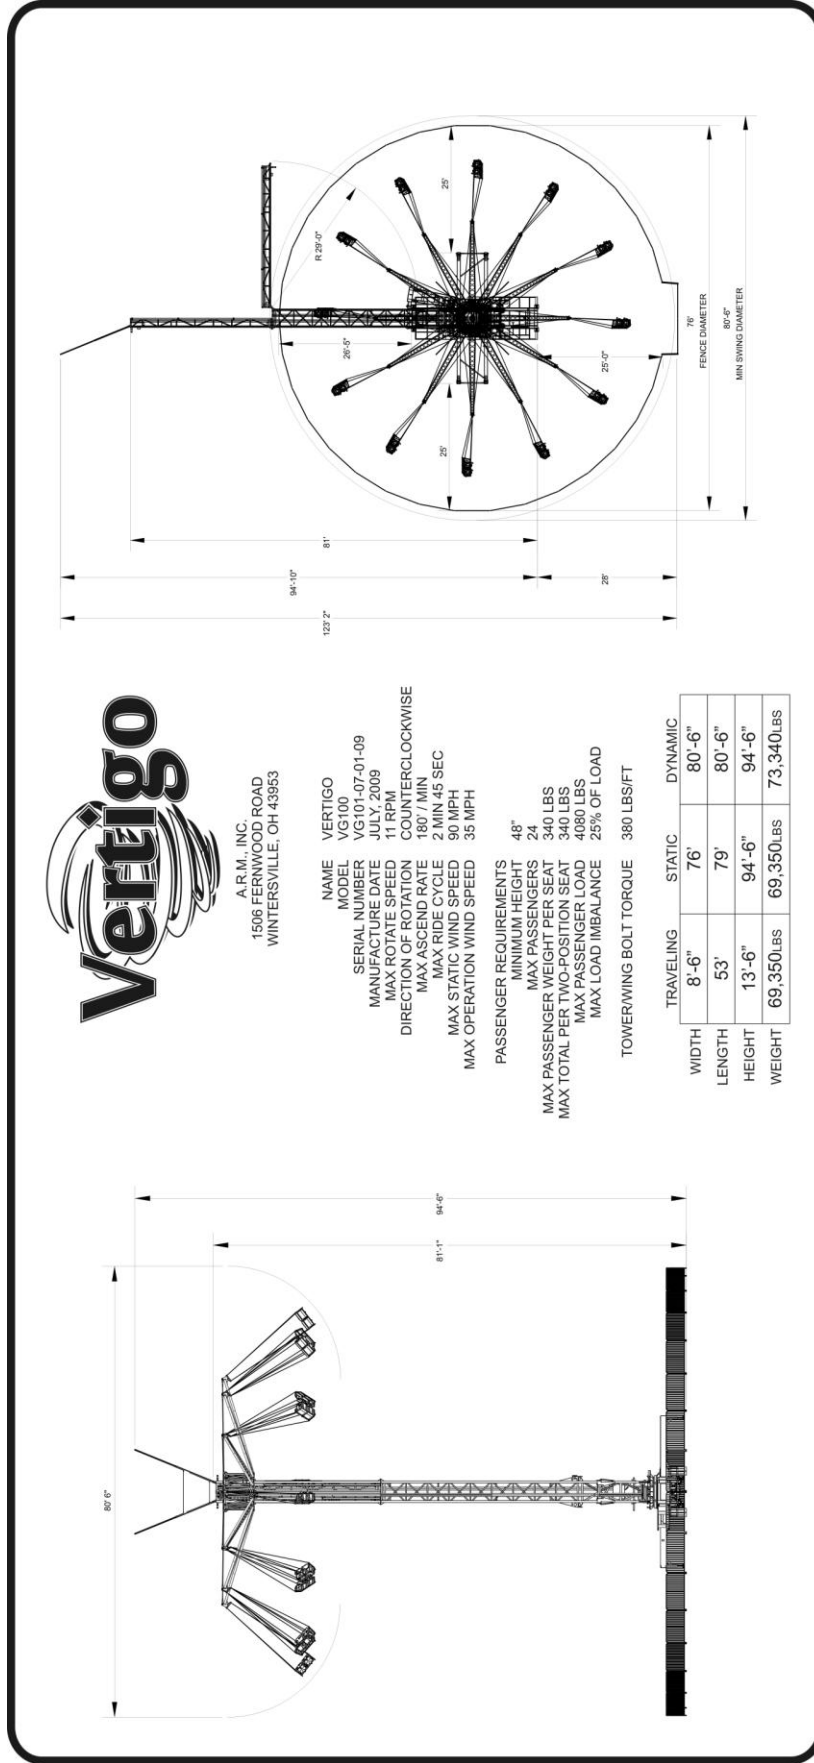 80' 6"
94'-6"
81'-1"
Vertigo
A.R.M., INC.
1506 FERNWOOD ROAD
WINTERSVILLE, OH 43953
NAME VERTIGO
MODEL VG100
SERIAL NUMBER VG101-07-01-09
MANUFACTURE DATE JULY, 2009
MAX ROTATE SPEED 11 RPM
DIRECTION OF ROTATION COUNTERCLOCKWISE
MAX ASCEND RATE 180' / MIN
MAX RIDE CYCLE 2 MIN 45 SEC
MAX STATIC WIND SPEED 90 MPH
MAX OPERATION WIND SPEED 35 MPH
PASSENGER REQUIREMENTS
MINIMUM HEIGHT 48"
MAX PASSENGERS 24
MAX PASSENGER WEIGHT PER SEAT 340 LBS
MAX TOTAL PER TWO-POSITION SEAT 340 LBS
MAX PASSENGER LOAD 4080 LBS
MAX LOAD IMBALANCE 25% OF LOAD
TOWER/WING BOLT TORQUE 380 LBS/FT
TRAVELING STATIC DYNAMIC
WIDTH 8'-6" 76' 80'-6"
LENGTH 53' 79' 80'-6"
HEIGHT 13'-6" 94'-6" 94'-6"
WEIGHT 69,350LBS 69,350LBS 73,340LBS
123' 2"
94'-10"
81'
28'
R 29'-0"
26'-5"
25'
25'
25'-0"
76'
FENCE DIAMETER
80'-6"
MIN SWING DIAMETER